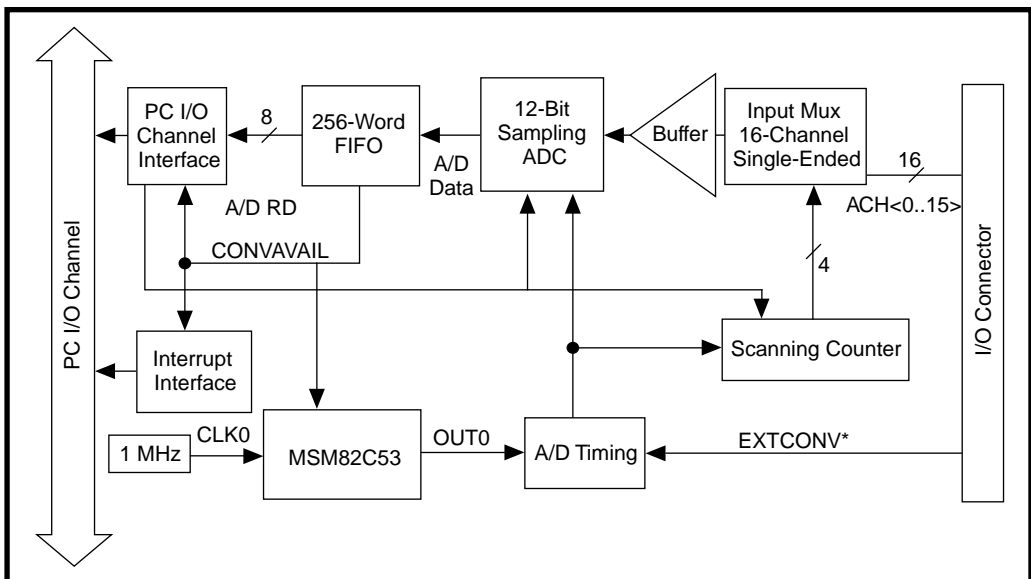 PC I/O Channel
PC I/O
Channel
Interface
8
256-Word
FIFO
A/D
Data
12-Bit
Sampling
ADC
Buffer
Input Mux
16-Channel
Single-Ended
16
ACH<0..15>
I/O Connector
A/D RD
CONVAVAIL
4
Interrupt
Interface
Scanning Counter
1 MHz
CLK0
MSM82C53
OUT0
A/D Timing
EXTCONV*